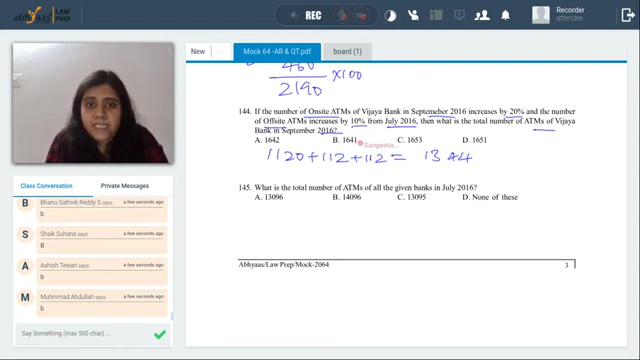 abhyaas LAW PREP
REC
Recorder
attendee
New
Mock 64 -AR & QT.pdf
board (1)
460
2190 ×100
144. If the number of Onsite ATMs of Vijaya Bank in Septemeber 2016 increases by 20% and the number
of Offsite ATMs increases by 10% from July 2016, then what is the total number of ATMs of Vijaya
Bank in September 2016?
A. 1642 B. 1641 C. 1653 D. 1651
Sangeeta...
1120+112+112 = 1344
145. What is the total number of ATMs of all the given banks in July 2016?
A. 13096 B. 14096 C. 13095 D. None of these
Abhyaas/Law Prep/Mock-2064 3
Class Conversation
Private Messages
B
Bhanu Sathvik Reddy S says: a few seconds ago
b
S
Shaik Suhana says: a few seconds ago
B
A
Ashish Tewari says: a few seconds ago
b
M
Muhmmad Abdullah says: a few seconds ago
b
Say Something (max 500 char)